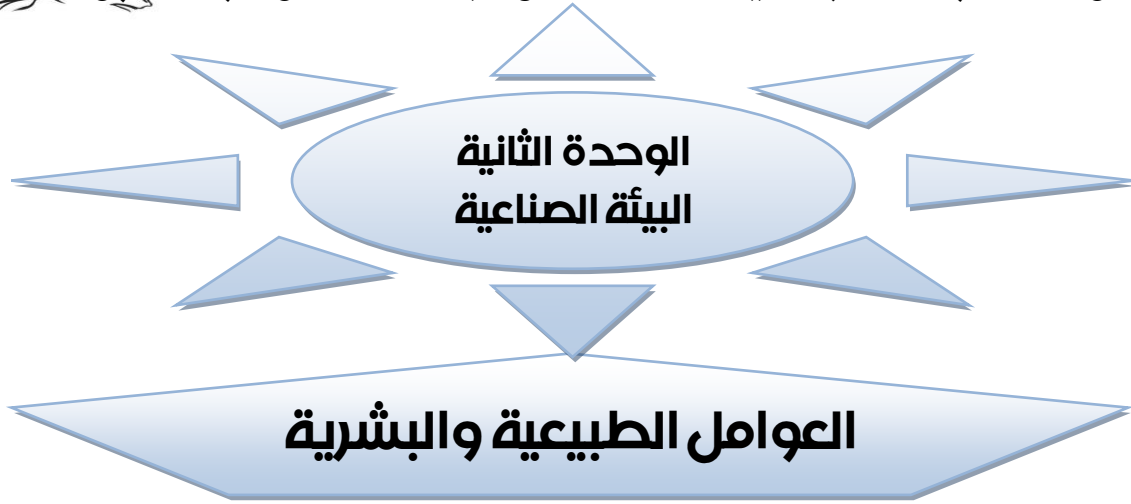 الوحدة الثانية
البيئة الصناعية
العوامل الطبيعية والبشرية